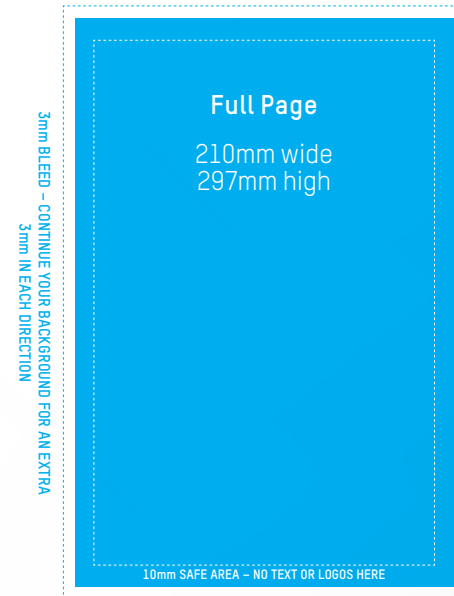 Full Page
210mm wide
297mm high
3mm BLEED – CONTINUE YOUR BACKGROUND FOR AN EXTRA
3mm IN EACH DIRECTION
10mm SAFE AREA – NO TEXT OR LOGOS HERE